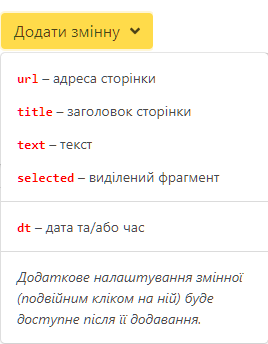 Додати змінну
url – адреса сторінки
title – заголовок сторінки
text – текст
selected – виділений фрагмент
dt – дата та/або час
Додаткове налаштування змінної
(подвійним кліком на ній) буде
доступне після її додавання.